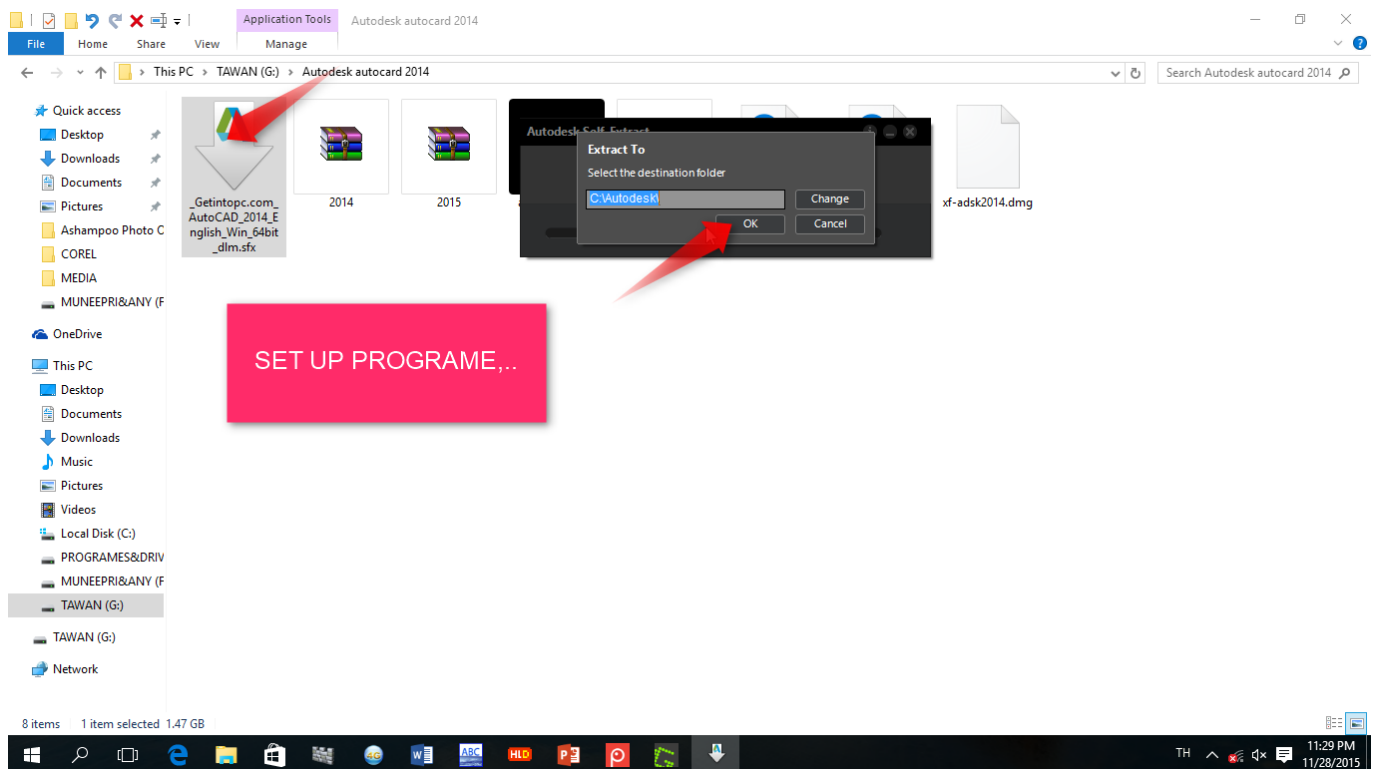 Application Tools
Autodesk autocard 2014
File
Home
Share
View
Manage
This PC > TAWAN (G:) > Autodesk autocard 2014
Search Autodesk autocard 2014
Quick access
Desktop
Downloads
Documents
Pictures
Ashampoo Photo C
COREL
MEDIA
MUNEEPRI&ANY (F
OneDrive
This PC
Desktop
Documents
Downloads
Music
Pictures
Videos
Local Disk (C:)
PROGRAMES&DRIV
MUNEEPRI&ANY (F
TAWAN (G:)
TAWAN (G:)
Network
_Getintopc.com_
AutoCAD_2014_E
nglish_Win_64bit
_dlm.sfx
2014
2015
Autodesk Self-Extract
Extract To
Select the destination folder
C:\Autodesk\
Change
OK
Cancel
xf-adsk2014.dmg
SET UP PROGRAME,..
8 items
1 item selected 1.47 GB
ABC
HLD
TH
11:29 PM
11/28/2015